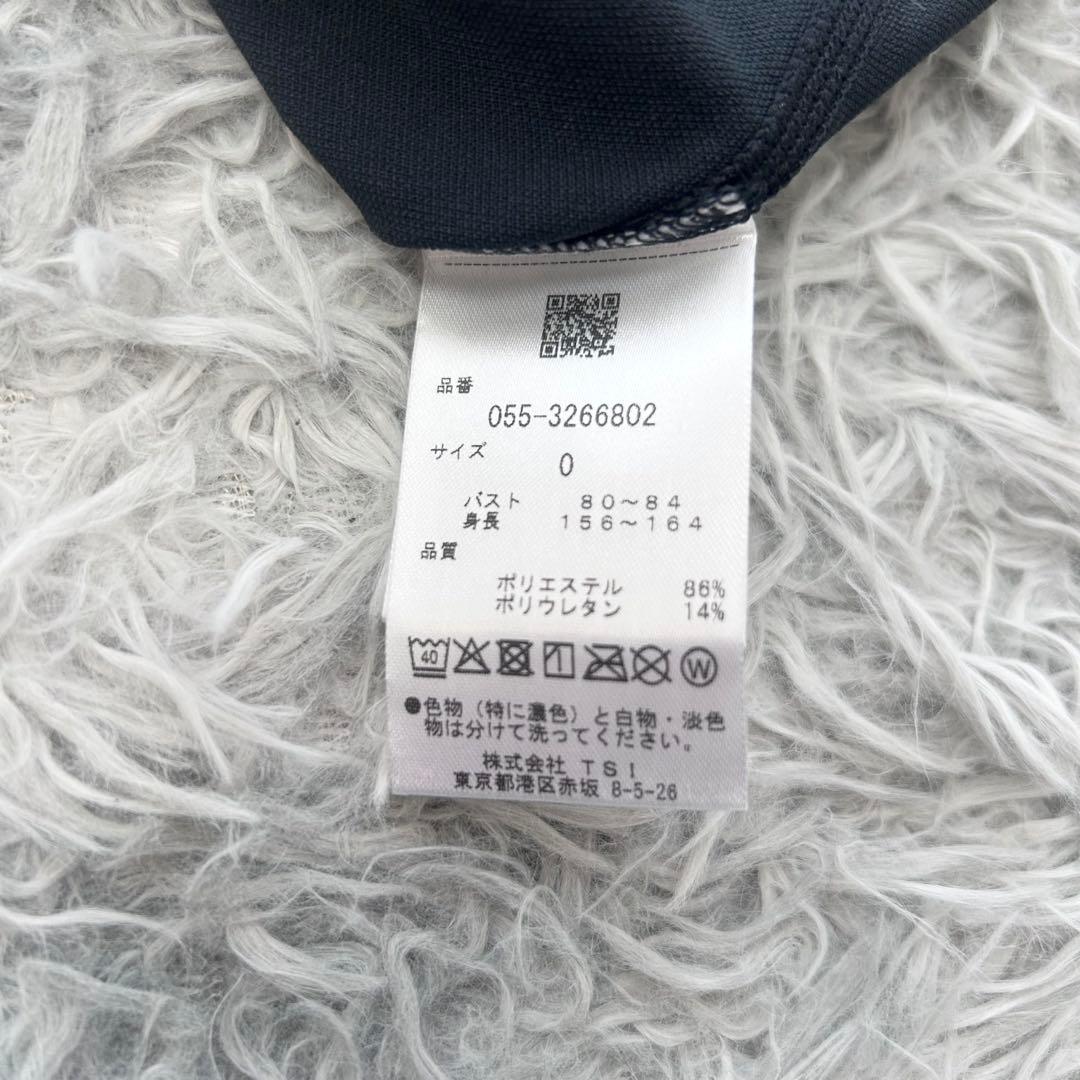 品番
055-3266802
サイズ
0
バスト 80~84
身長 156~164
品質
ポリエステル 86%
ポリウレタン 14%
40 W
●色物(特に濃色)と白物・淡色
物は分けて洗ってください。
株式会社 TSI
東京都港区赤坂 8-5-26